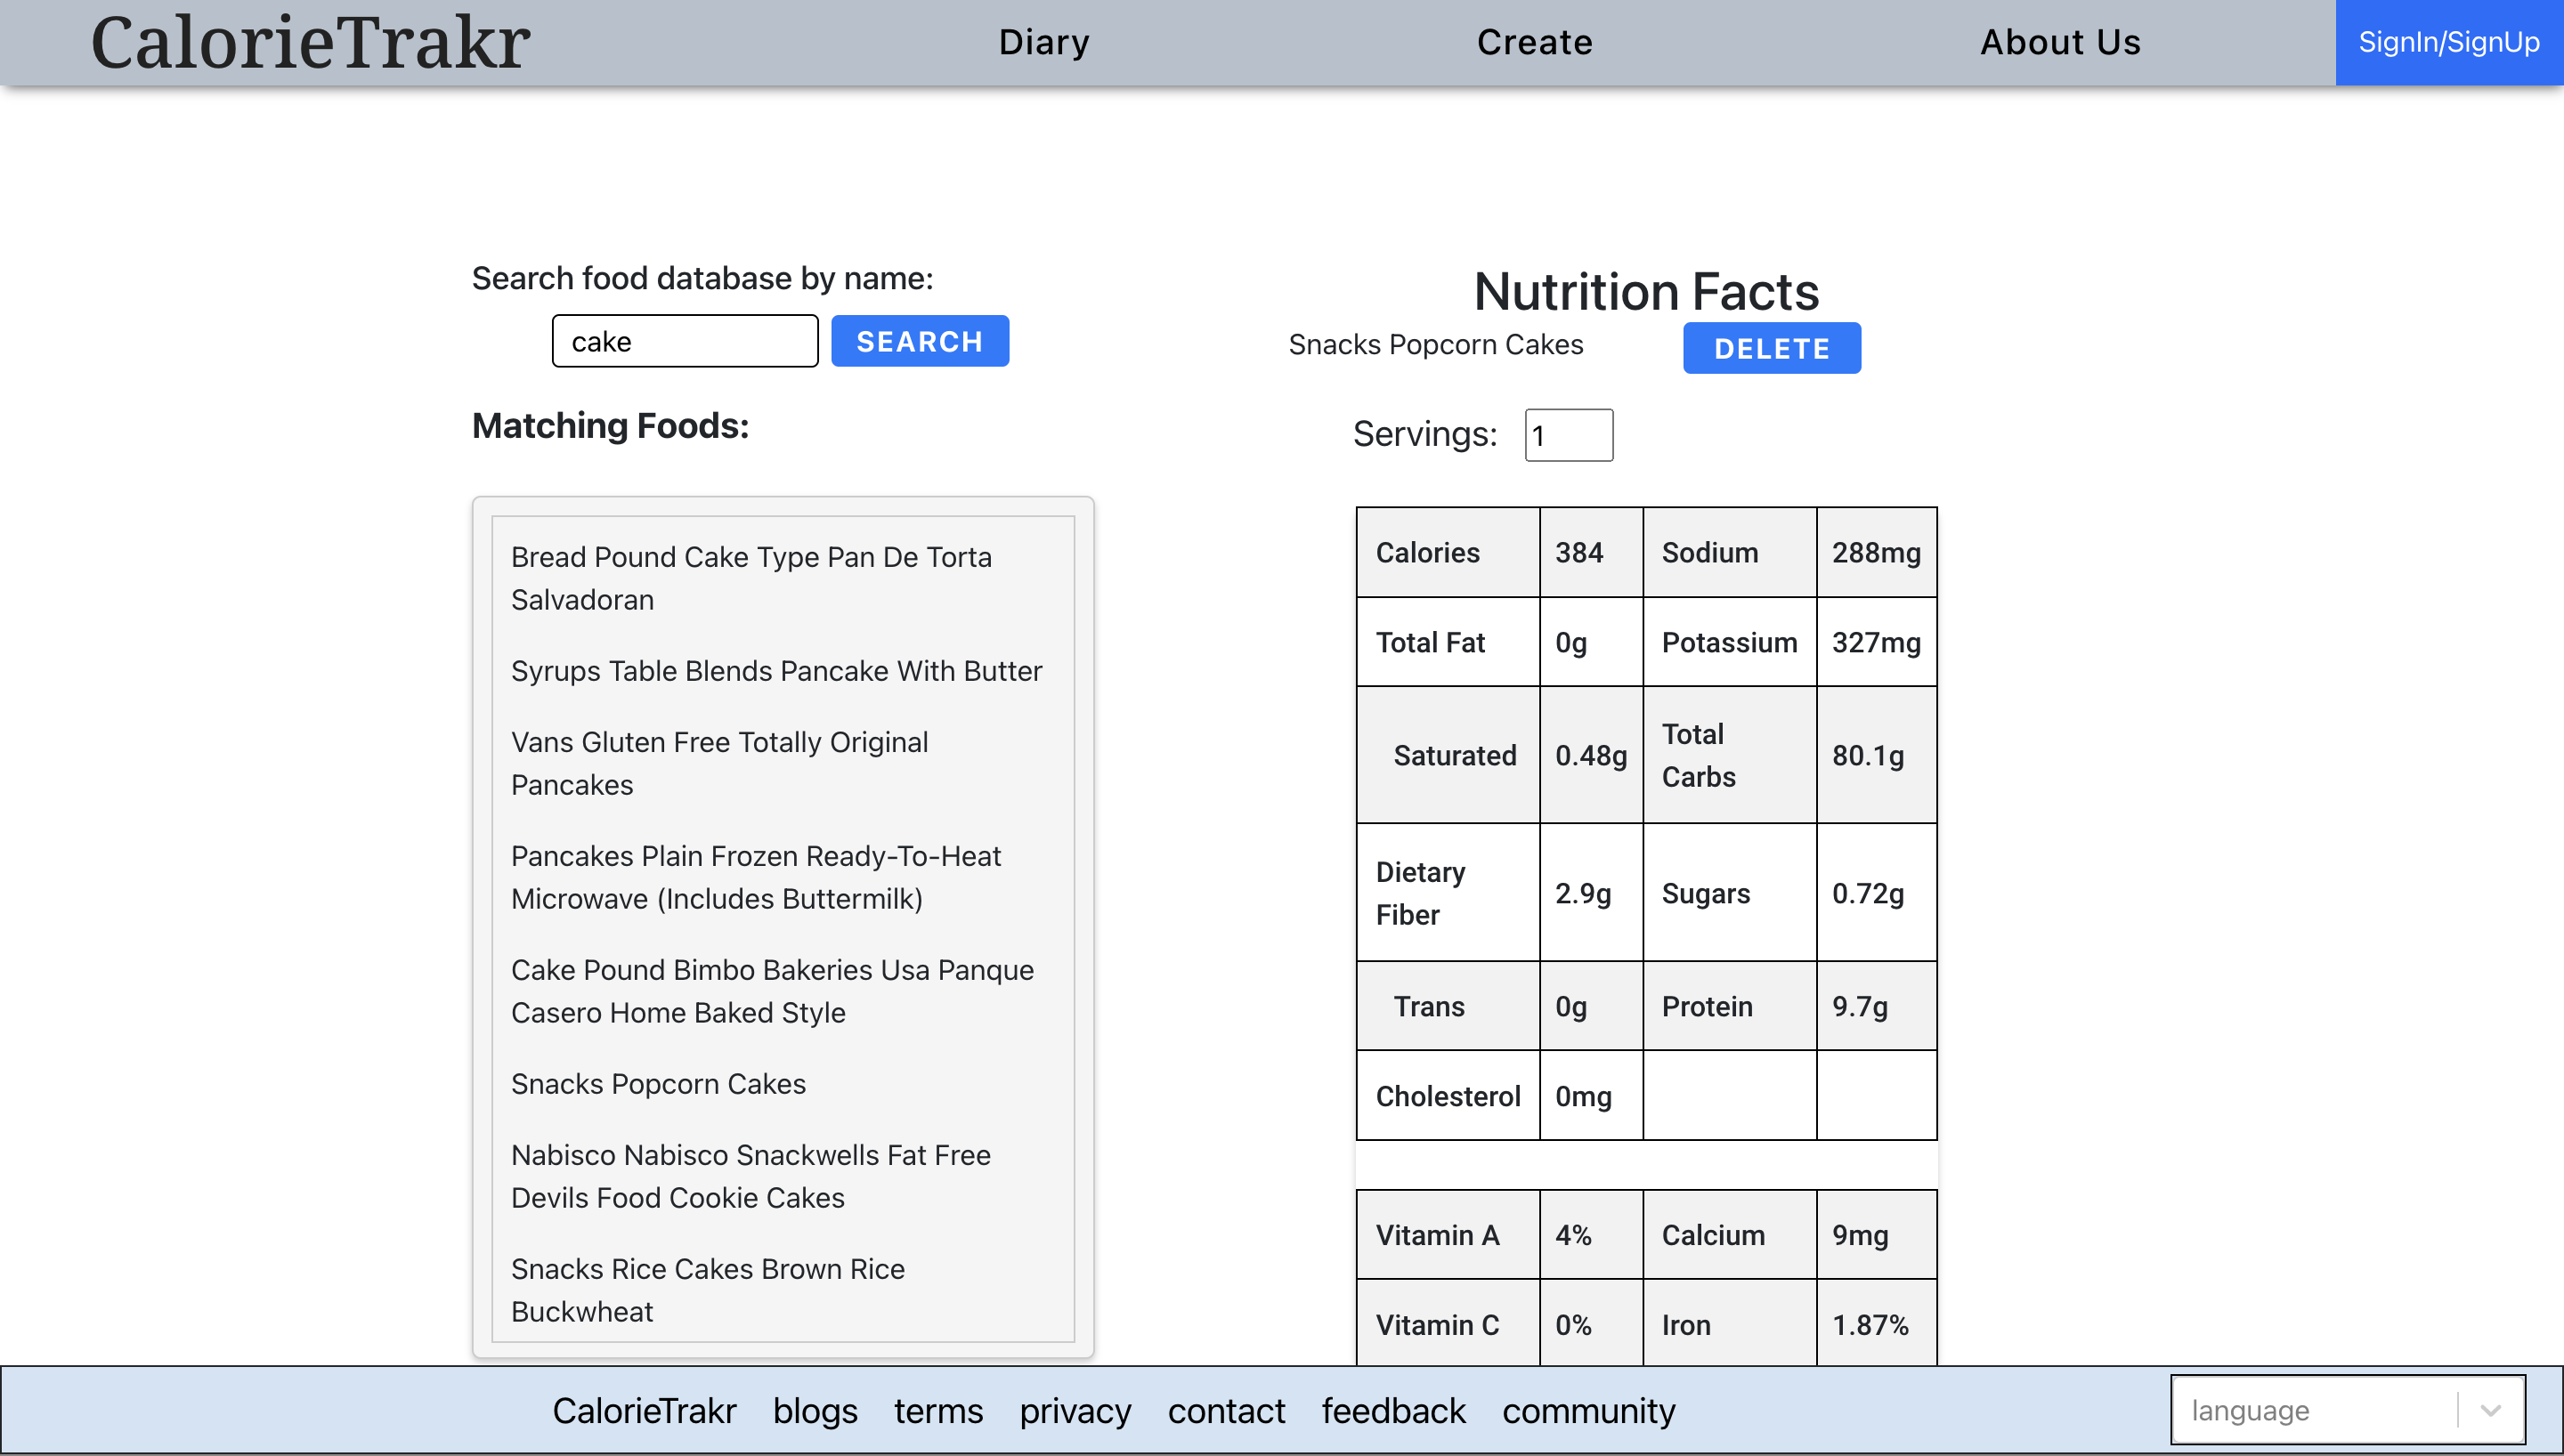 CalorieTrakr
Diary
Create
About Us
SignIn/SignUp
Search food database by name:
cake
SEARCH
Matching Foods:
Bread Pound Cake Type Pan De Torta
Salvadoran
Syrups Table Blends Pancake With Butter
Vans Gluten Free Totally Original
Pancakes
Pancakes Plain Frozen Ready-To-Heat
Microwave (Includes Buttermilk)
Cake Pound Bimbo Bakeries Usa Panque
Casero Home Baked Style
Snacks Popcorn Cakes
Nabisco Nabisco Snackwells Fat Free
Devils Food Cookie Cakes
Snacks Rice Cakes Brown Rice
Buckwheat
Nutrition Facts
Snacks Popcorn Cakes
DELETE
Servings: 1
Calories 384 Sodium 288mg
Total Fat 0g Potassium 327mg
Saturated 0.48g Total Carbs 80.1g
Dietary Fiber 2.9g Sugars 0.72g
Trans 0g Protein 9.7g
Cholesterol 0mg
Vitamin A 4% Calcium 9mg
Vitamin C 0% Iron 1.87%
CalorieTrakr blogs terms privacy contact feedback community
language